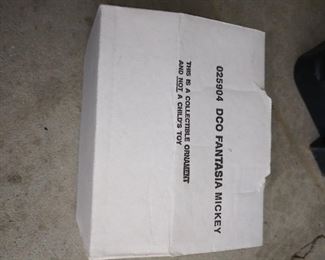 025904 DCO FANTASIA MICKEY
THIS IS A COLLECTIBLE ORNAMENT
AND NOT A CHILD'S TOY